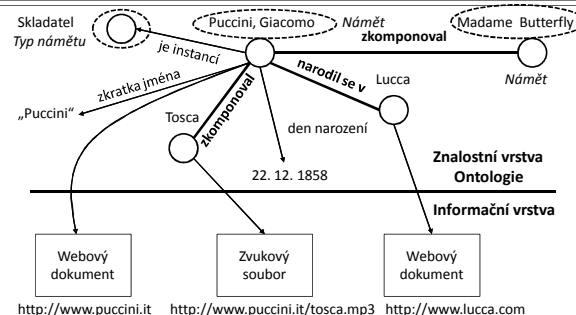 Skladatel
Typ námětu
Puccini, Giacomo
Námět
Madame Butterfly
zkomponoval
je instancí
narodil se v
Námět
zkratka jména
Lucca
„Puccini“
Tosca
zkomponoval
den narození
22. 12. 1858
Znalostní vrstva
Ontologie
Informační vrstva
Webový
dokument
Zvukový
soubor
Webový
dokument
http://www.puccini.it
http://www.puccini.it/tosca.mp3
http://www.lucca.com